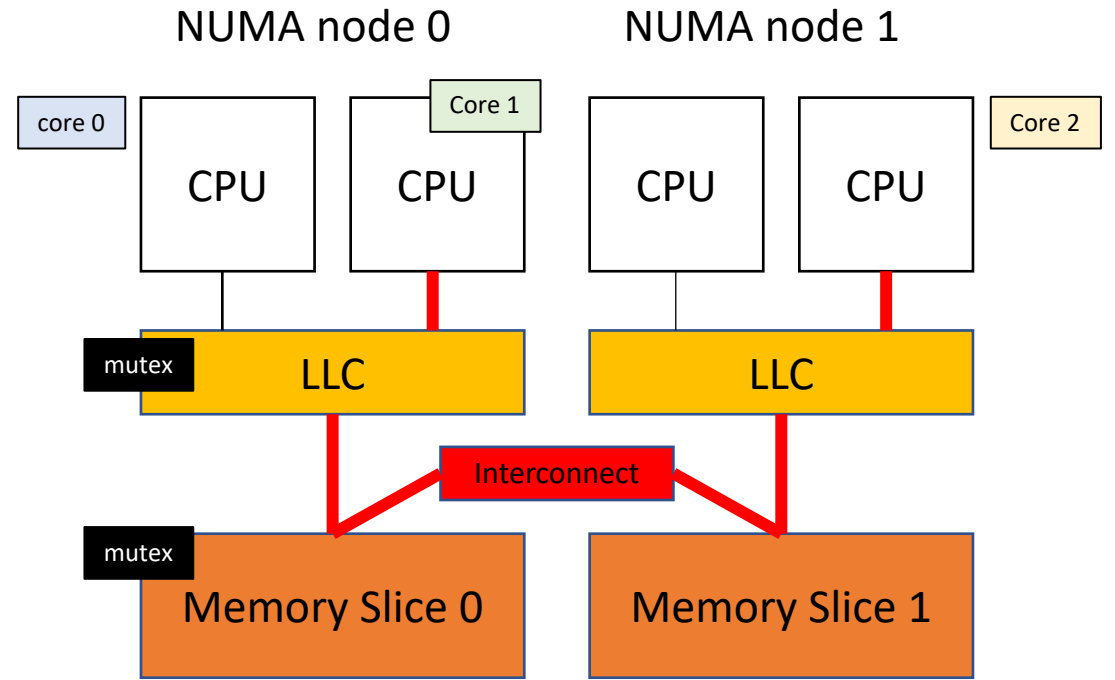 NUMA node 0
NUMA node 1
core 0
Core 1
Core 2
CPU
CPU
CPU
CPU
mutex
LLC
LLC
Interconnect
mutex
Memory Slice 0
Memory Slice 1